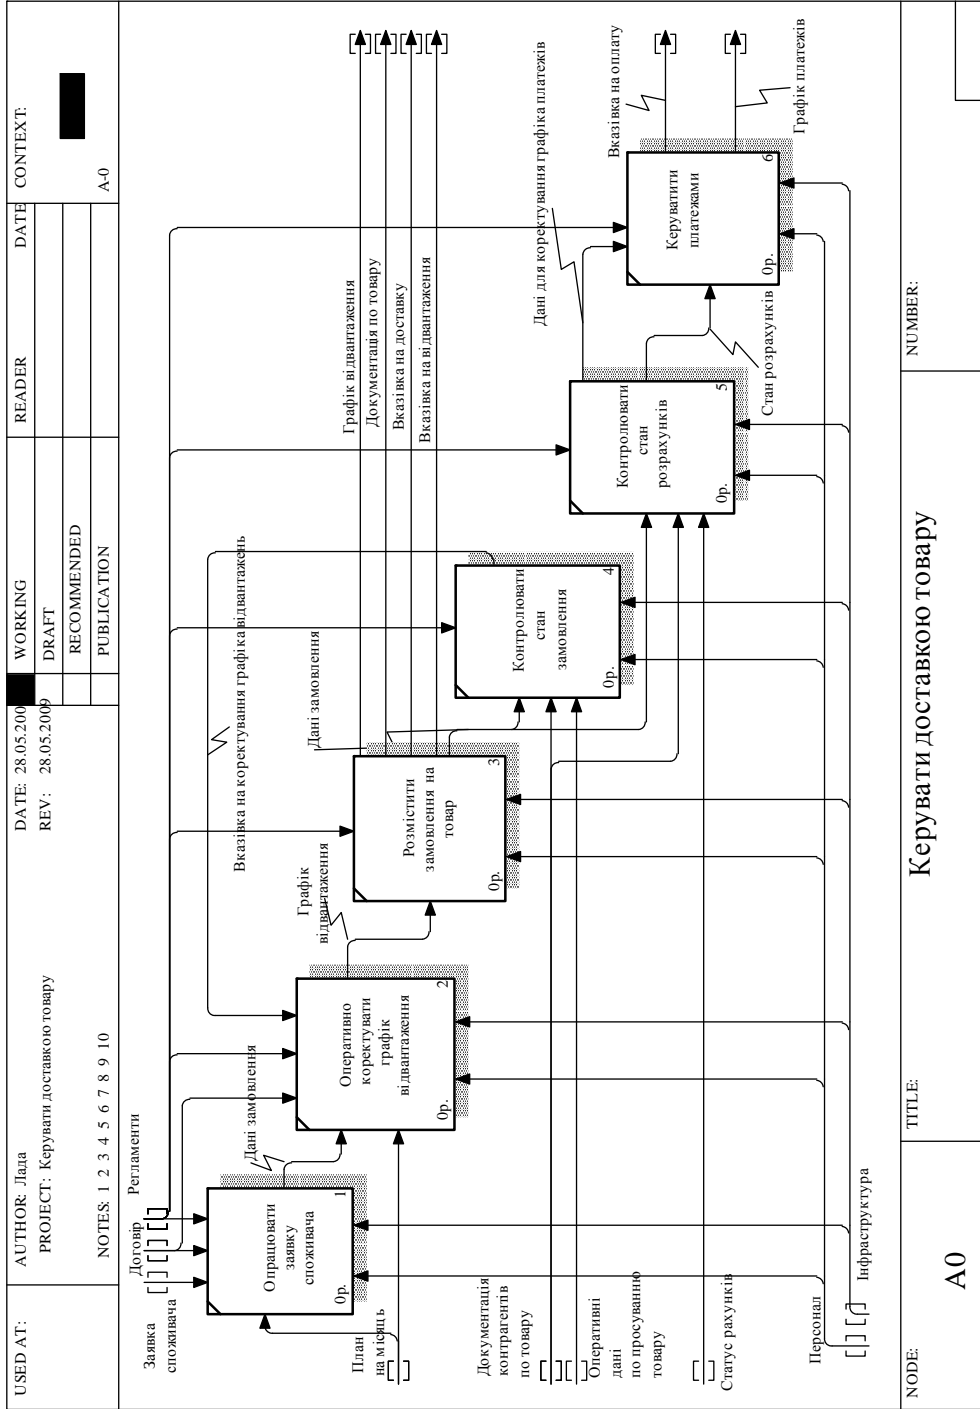 USED AT:
AUTHOR: Лада
PROJECT: Керувати доставкою товару
NOTES: 1 2 3 4 5 6 7 8 9 10
DATE: 28.05.200
REV: 28.05.2009
WORKING
DRAFT
RECOMMENDED
PUBLICATION
READER
DATE
CONTEXT:
A-0
Заявка
споживача
Договір
Регламенти
Опрацювати
заявку
споживача
0р.
1
План
на місяць
Дані замовлення
Оперативно
коректувати
графік
відвантаження
0р.
2
Вказівка на коректування графіка відвантажень
Графік
відвантаження
Розмістити
замовлення на
товар
0р.
3
Дані замовлення
Графік відвантаження
Документація по товару
Вказівка на доставку
Вказівка на відвантаження
Контролювати
стан
замовлення
0р.
4
Документація
контрагентів
по товару
Оперативні
дані
по просуванню
товару
Статус рахунків
Контролювати
стан
розрахунків
0р.
5
Дані для коректування графіка платежів
Стан розрахунків
Керуватити
платежами
0р.
6
Вказівка на оплату
Графік платежів
Персонал
Інфраструктура
NODE:
A0
TITLE:
Керувати доставкою товару
NUMBER: